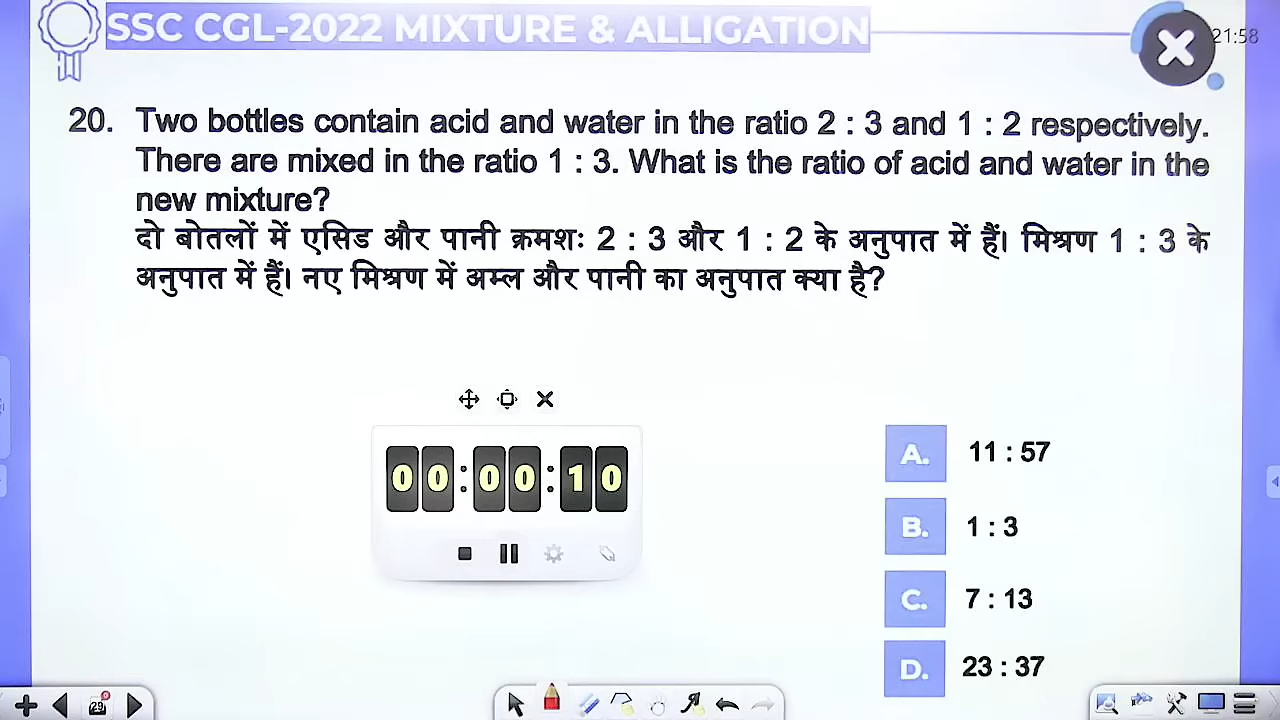 SSC CGL-2022 MIXTURE & ALLIGATION
21:58
20. Two bottles contain acid and water in the ratio 2 : 3 and 1 : 2 respectively.
There are mixed in the ratio 1 : 3. What is the ratio of acid and water in the
new mixture?
दो बोतलों में एसिड और पानी क्रमशः 2 : 3 और 1 : 2 के अनुपात में हैं। मिश्रण 1 : 3 के
अनुपात में हैं। नए मिश्रण में अम्ल और पानी का अनुपात क्या है?
00:00:10
A. 11 : 57
B. 1 : 3
C. 7 : 13
D. 23 : 37
29